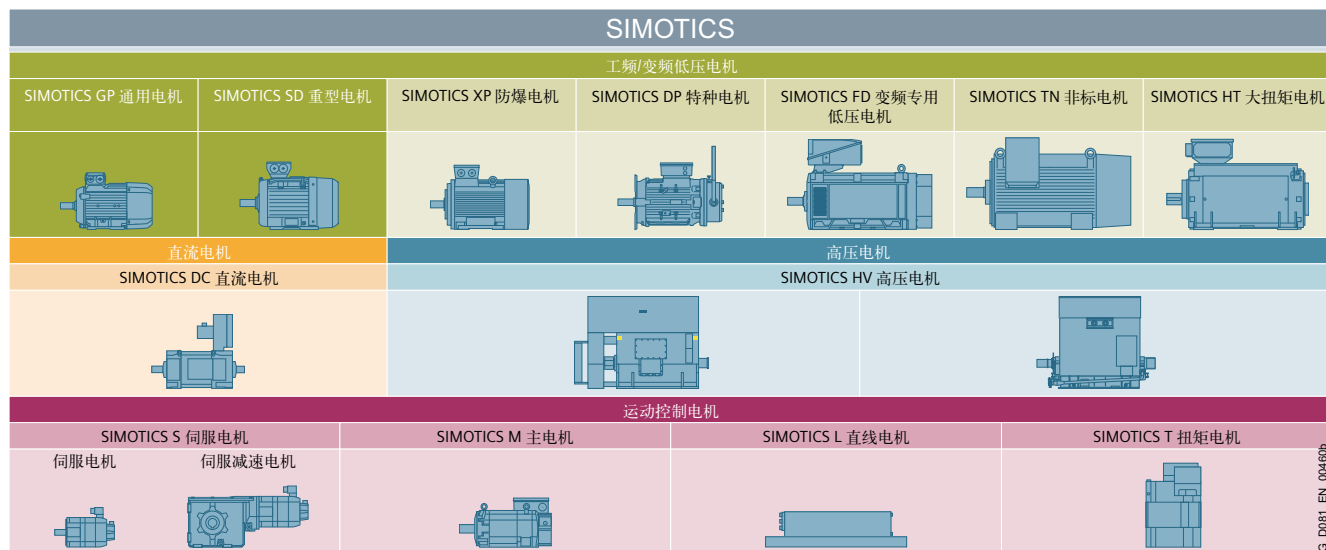 SIMOTICS
工频/变频低压电机
SIMOTICS GP 通用电机
SIMOTICS SD 重型电机
SIMOTICS XP 防爆电机
SIMOTICS DP 特种电机
SIMOTICS FD 变频专用
低压电机
SIMOTICS TN 非标电机
SIMOTICS HT 大扭矩电机
直流电机
高压电机
SIMOTICS DC 直流电机
SIMOTICS HV 高压电机
运动控制电机
SIMOTICS S 伺服电机
SIMOTICS M 主电机
SIMOTICS L 直线电机
SIMOTICS T 扭矩电机
伺服电机
伺服减速电机
G_D081_EN_00460b